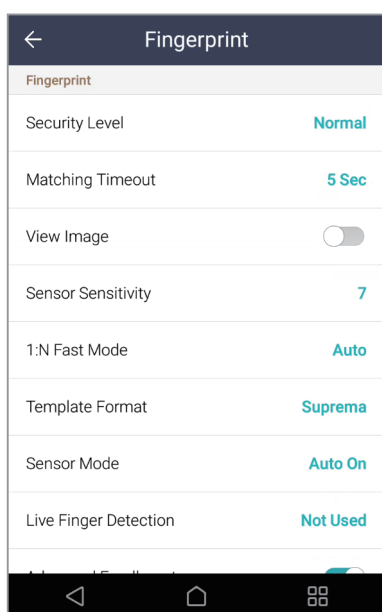 Fingerprint
Fingerprint
Security Level Normal
Matching Timeout 5 Sec
View Image
Sensor Sensitivity 7
1:N Fast Mode Auto
Template Format Suprema
Sensor Mode Auto On
Live Finger Detection Not Used